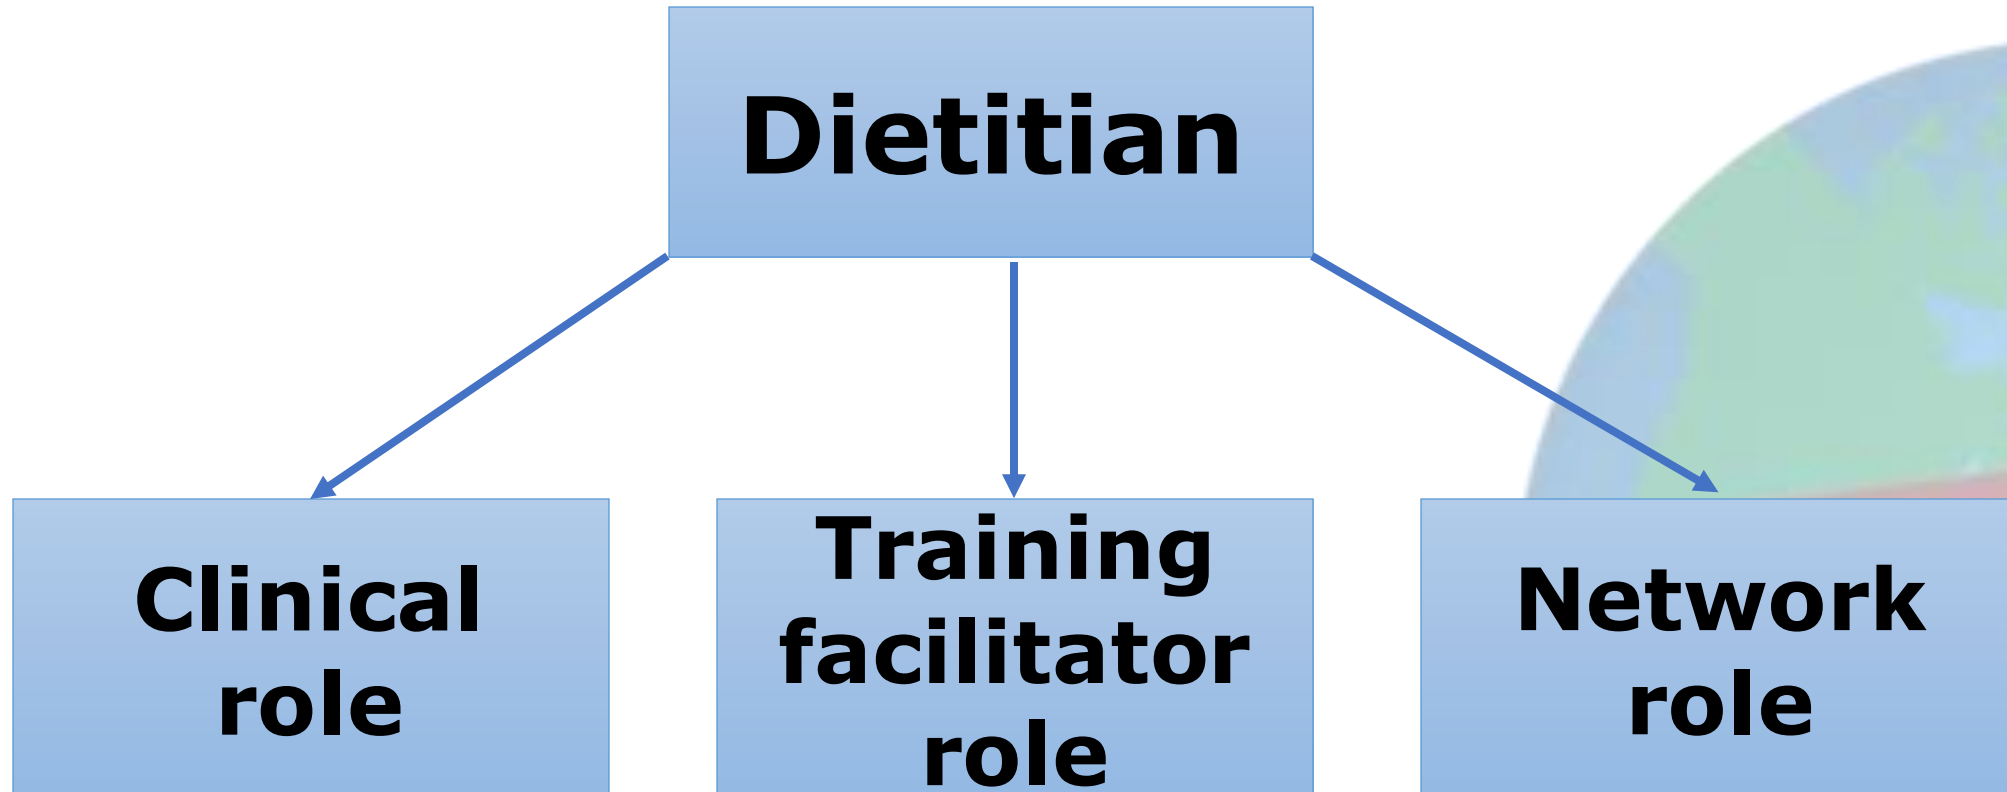 Dietitian
Clinical
role
Training
facilitator
role
Network
role